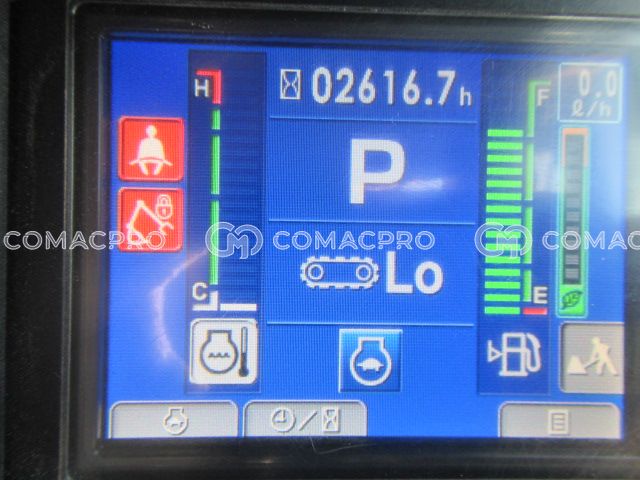 H
02616.7h
F
0.0
ℓ/h
P
COMACPRO COMACPRO COMACPRO
Lo
C
E